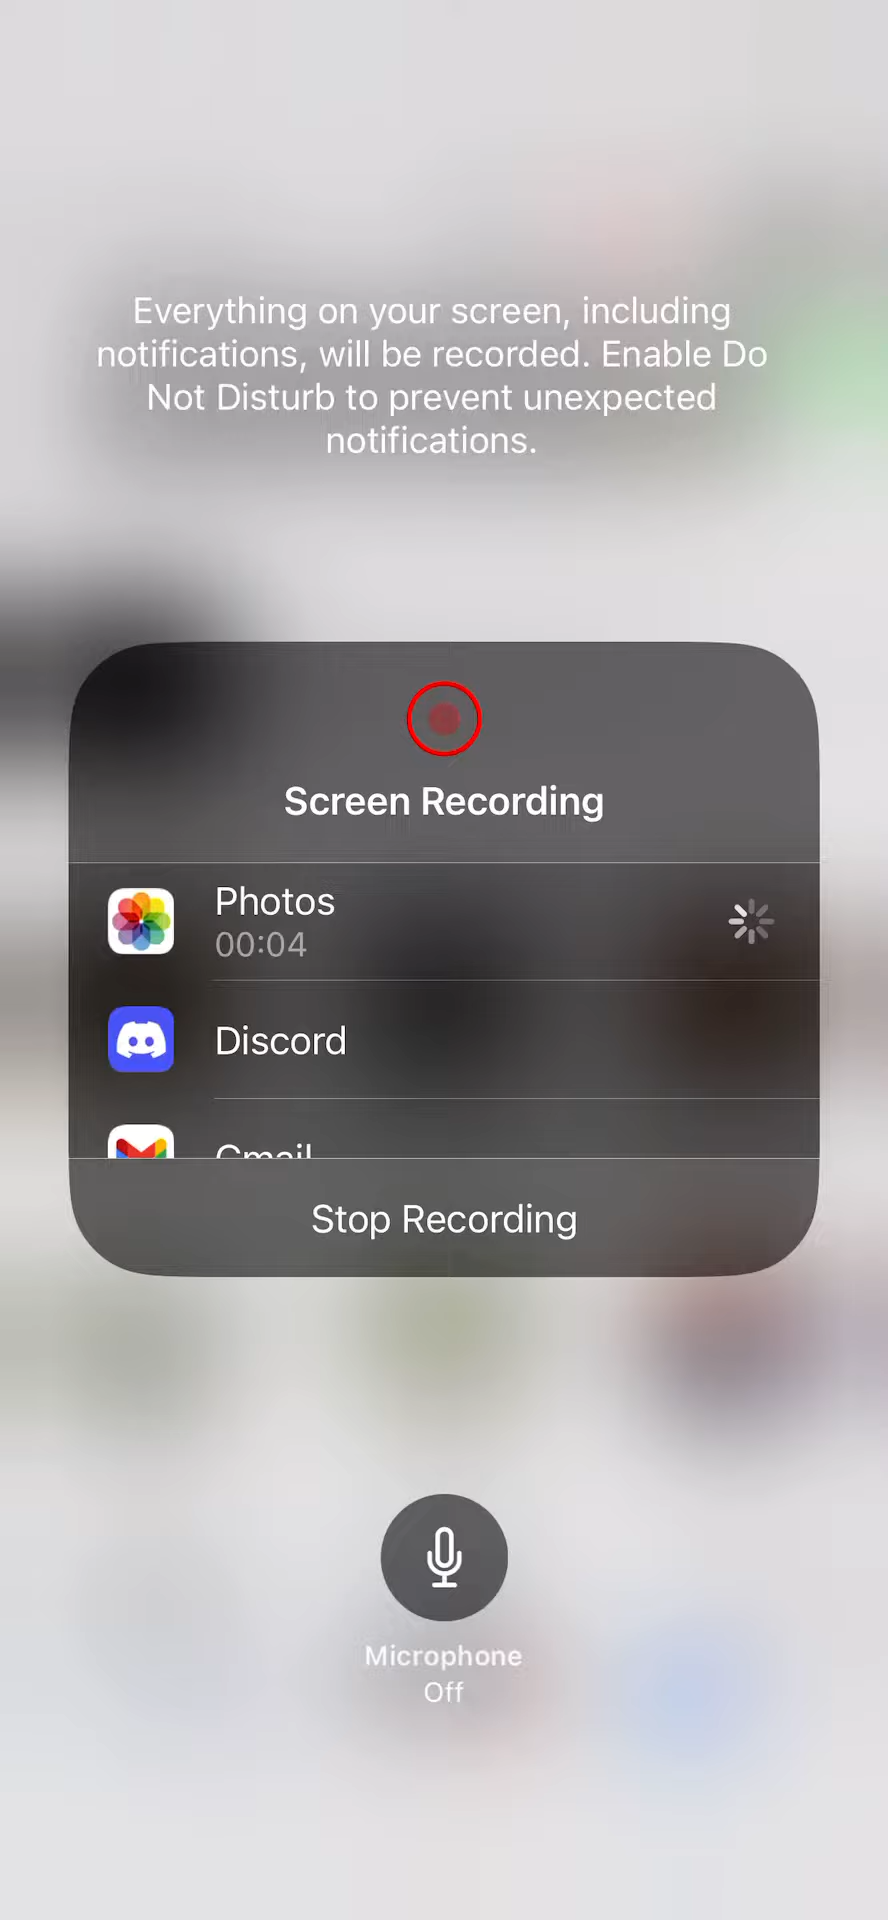 Everything on your screen, including
notifications, will be recorded. Enable Do
Not Disturb to prevent unexpected
notifications.
Screen Recording
Photos
00:04
Discord
Gmail
Stop Recording
Microphone
Off